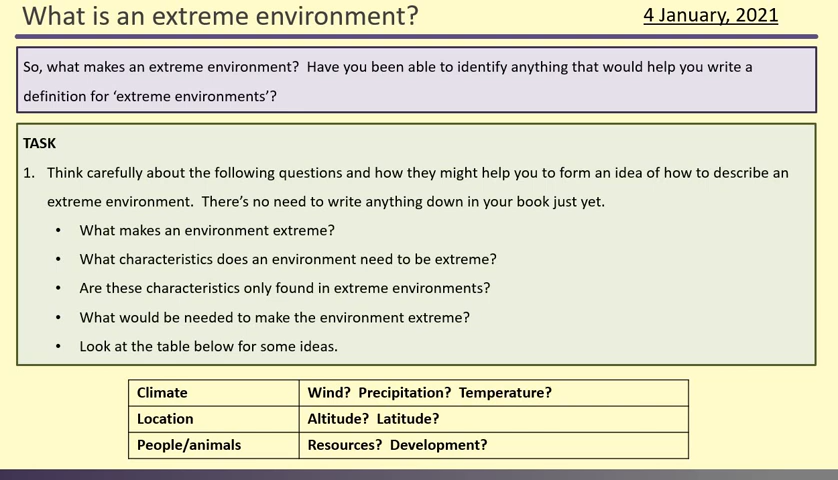 What is an extreme environment?
4 January, 2021
So, what makes an extreme environment? Have you been able to identify anything that would help you write a
definition for ‘extreme environments’?
TASK
1. Think carefully about the following questions and how they might help you to form an idea of how to describe an
extreme environment. There’s no need to write anything down in your book just yet.
• What makes an environment extreme?
• What characteristics does an environment need to be extreme?
• Are these characteristics only found in extreme environments?
• What would be needed to make the environment extreme?
• Look at the table below for some ideas.
Climate Wind? Precipitation? Temperature?
Location Altitude? Latitude?
People/animals Resources? Development?